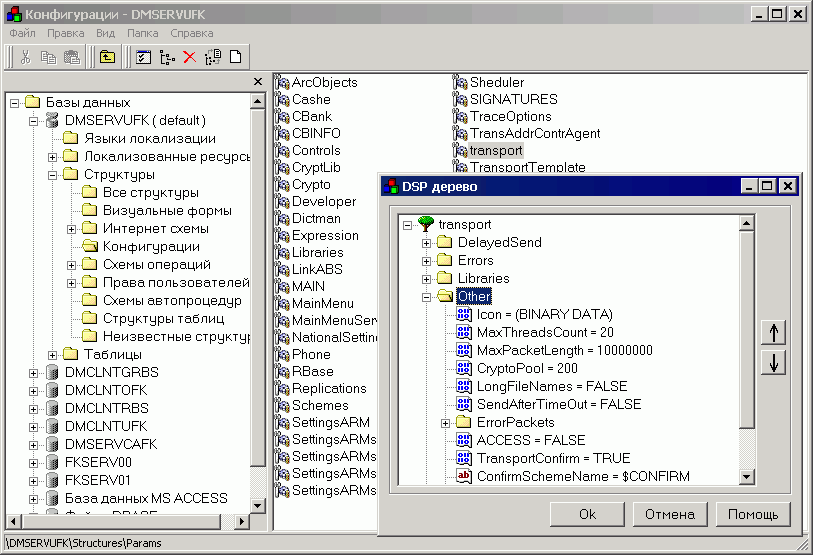 Конфигурации - DMSERVUFK
Файл Правка Вид Папка Справка
Базы данных
DMSERVUFK ( default )
Языки локализации
Локализованные ресурсы
Структуры
Все структуры
Визуальные формы
Интернет схемы
Конфигурации
Схемы операций
Права пользователей
Схемы автопроцедур
Структуры таблиц
Неизвестные структур
Таблицы
DMCLNTGRBS
DMCLNTOFK
DMCLNTRBS
DMCLNTUFK
DMSERVCAFK
FKSERV00
FKSERV01
База данных MS ACCESS
ArcObjects
Cashe
CBank
CBINFO
Controls
CryptLib
Crypto
Developer
Dictman
Expression
Libraries
LinkABS
MAIN
MainMenu
MainMenuSer
NationalSetting
Phone
RBase
Replications
Schemes
SettingsARM
SettingsARMs
SettingsARMs
SettingsARMs
SettingsARMs
Sheduler
SIGNATURES
TraceOptions
TransAddrContrAgent
transport
TransportTemplate
DSP дерево
transport
DelayedSend
Errors
Libraries
Other
Icon = (BINARY DATA)
MaxThreadsCount = 20
MaxPacketLength = 10000000
CryptoPool = 200
LongFileNames = FALSE
SendAfterTimeOut = FALSE
ErrorPackets
ACCESS = FALSE
TransportConfirm = TRUE
ConfirmSchemeName = $CONFIRM
Ok Отмена Помощь
\DMSERVUFK\Structures\Params